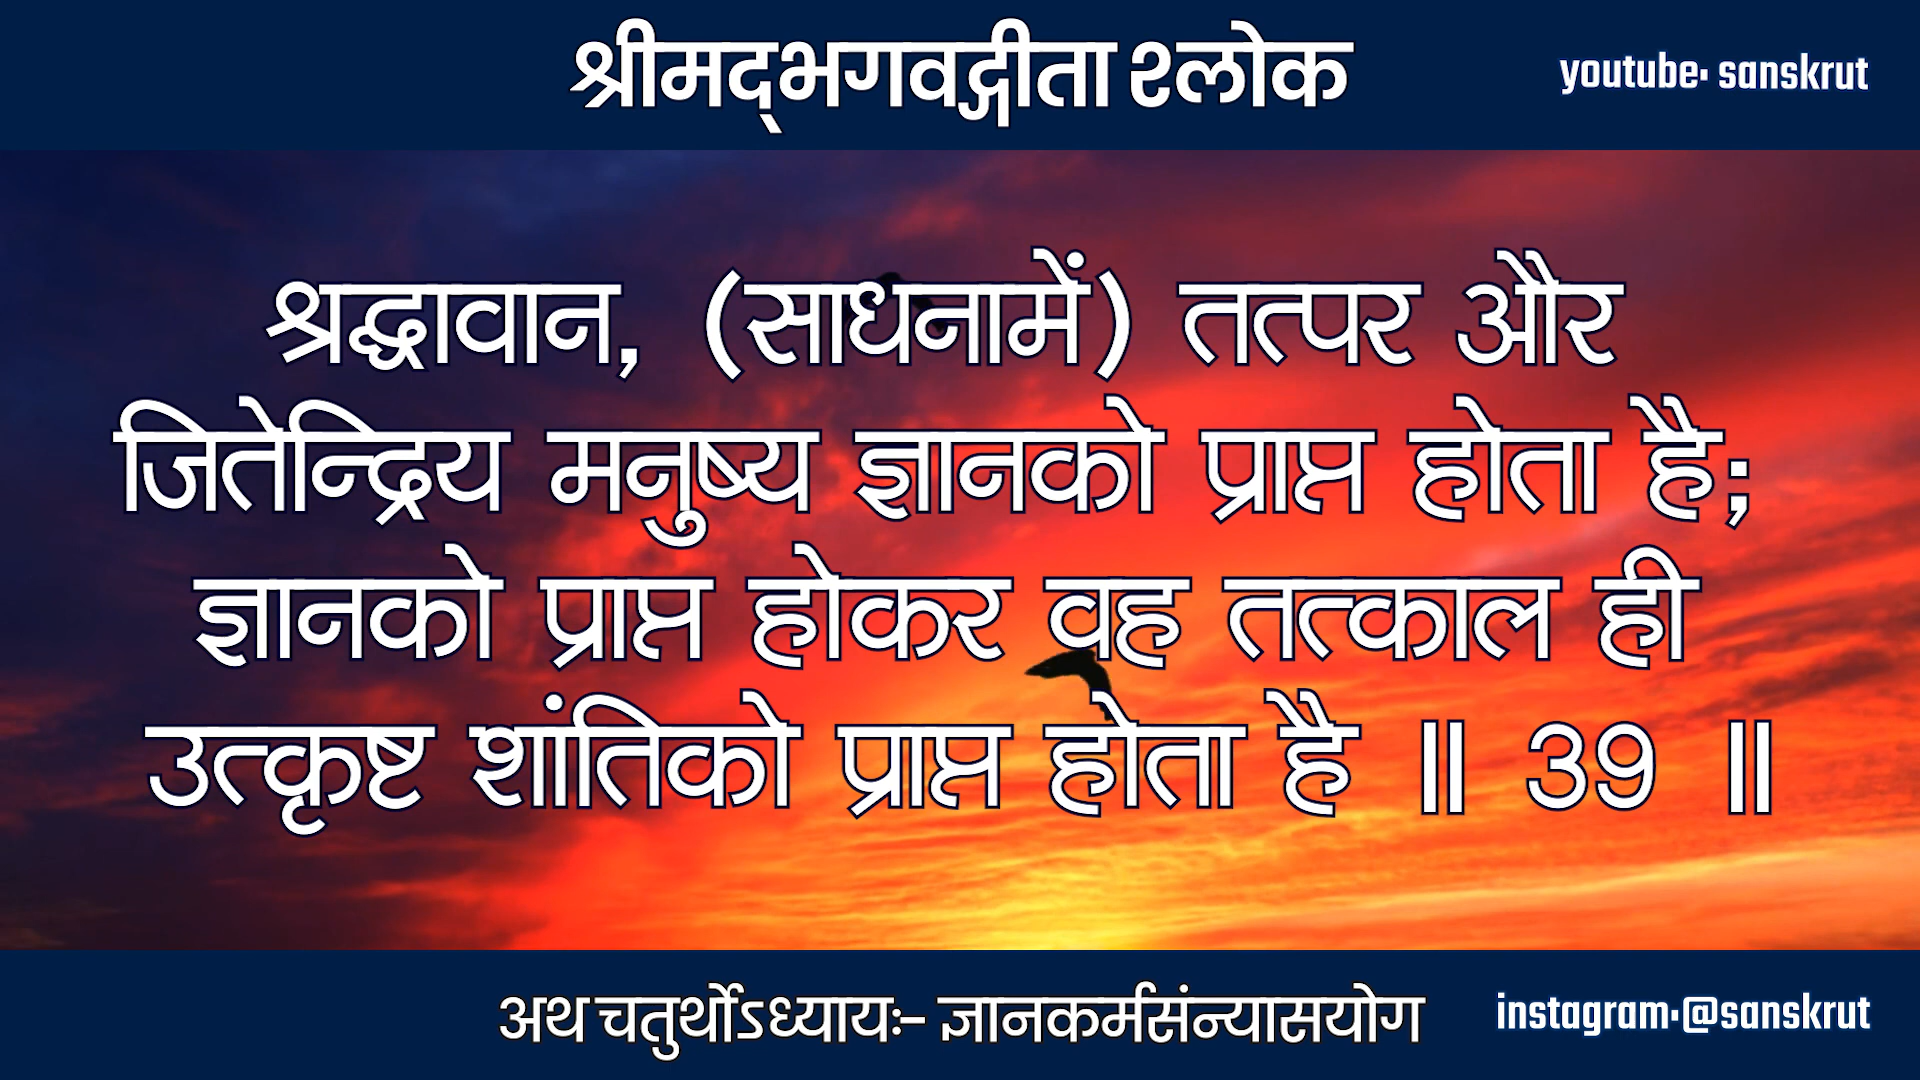 श्रीमद्‌भगवद्गीता श्लोक
youtube: sanskrut
श्रद्धावान, (साधनामें) तत्पर और
जितेन्द्रिय मनुष्य ज्ञानको प्राप्त होता है;
ज्ञानको प्राप्त होकर वह तत्काल ही
उत्कृष्ट शांतिको प्राप्त होता है ॥ 39 ॥
अथ चतुर्थोऽध्यायः- ज्ञानकर्मसंन्यासयोग
instagram:@sanskrut